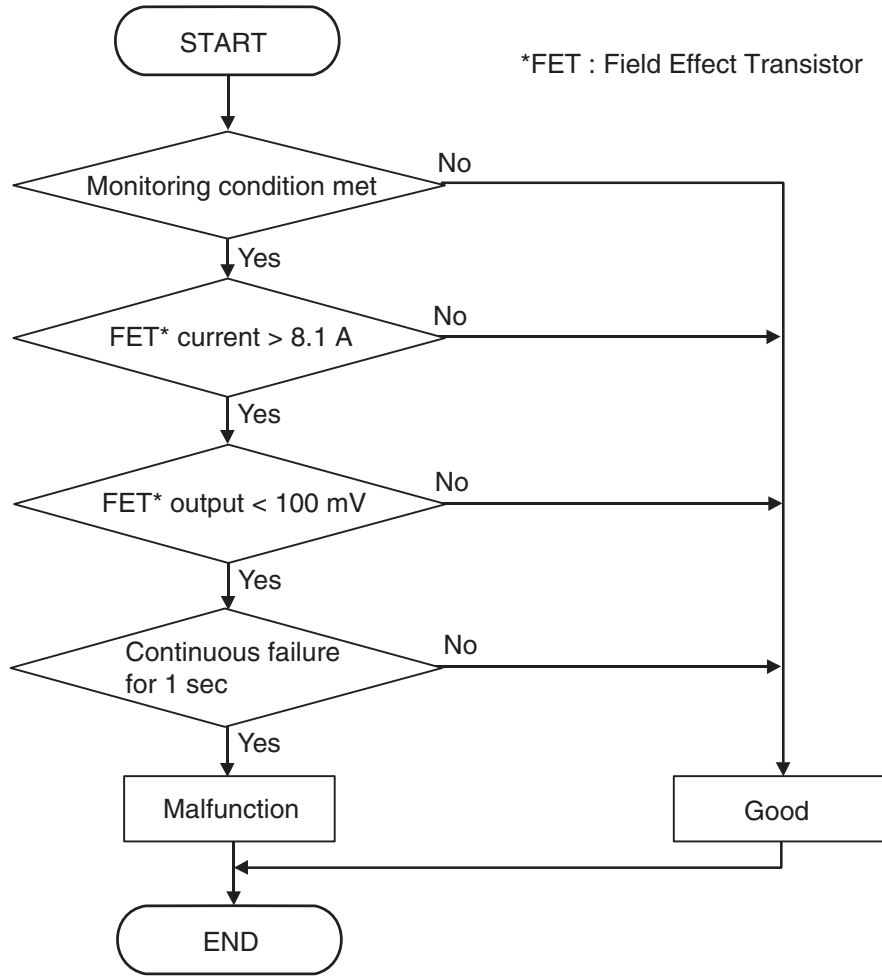 START
*FET : Field Effect Transistor
Monitoring condition met
No
Yes
FET* current > 8.1 A
No
Yes
FET* output < 100 mV
No
Yes
Continuous failure
for 1 sec
No
Yes
Malfunction
Good
END